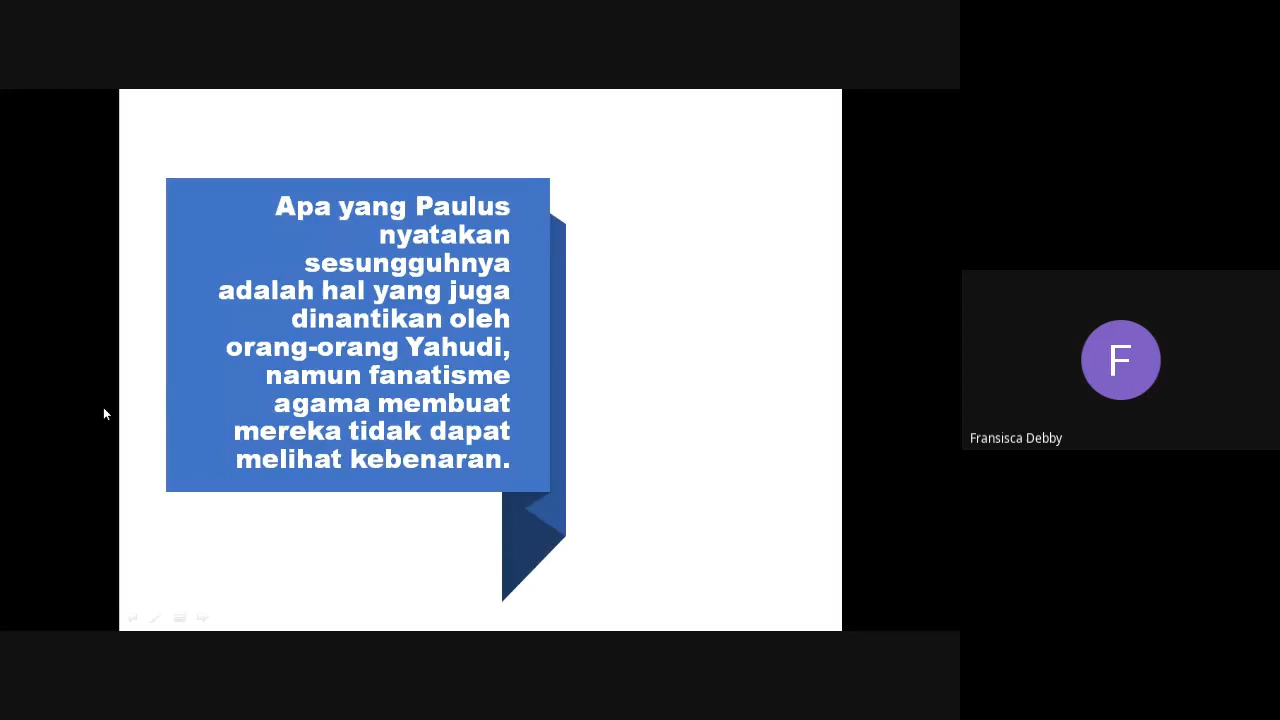 Apa yang Paulus
nyatakan
sesungguhnya
adalah hal yang juga
dinantikan oleh
orang-orang Yahudi,
namun fanatisme
agama membuat
mereka tidak dapat
melihat kebenaran.
F
Fransisca Debby